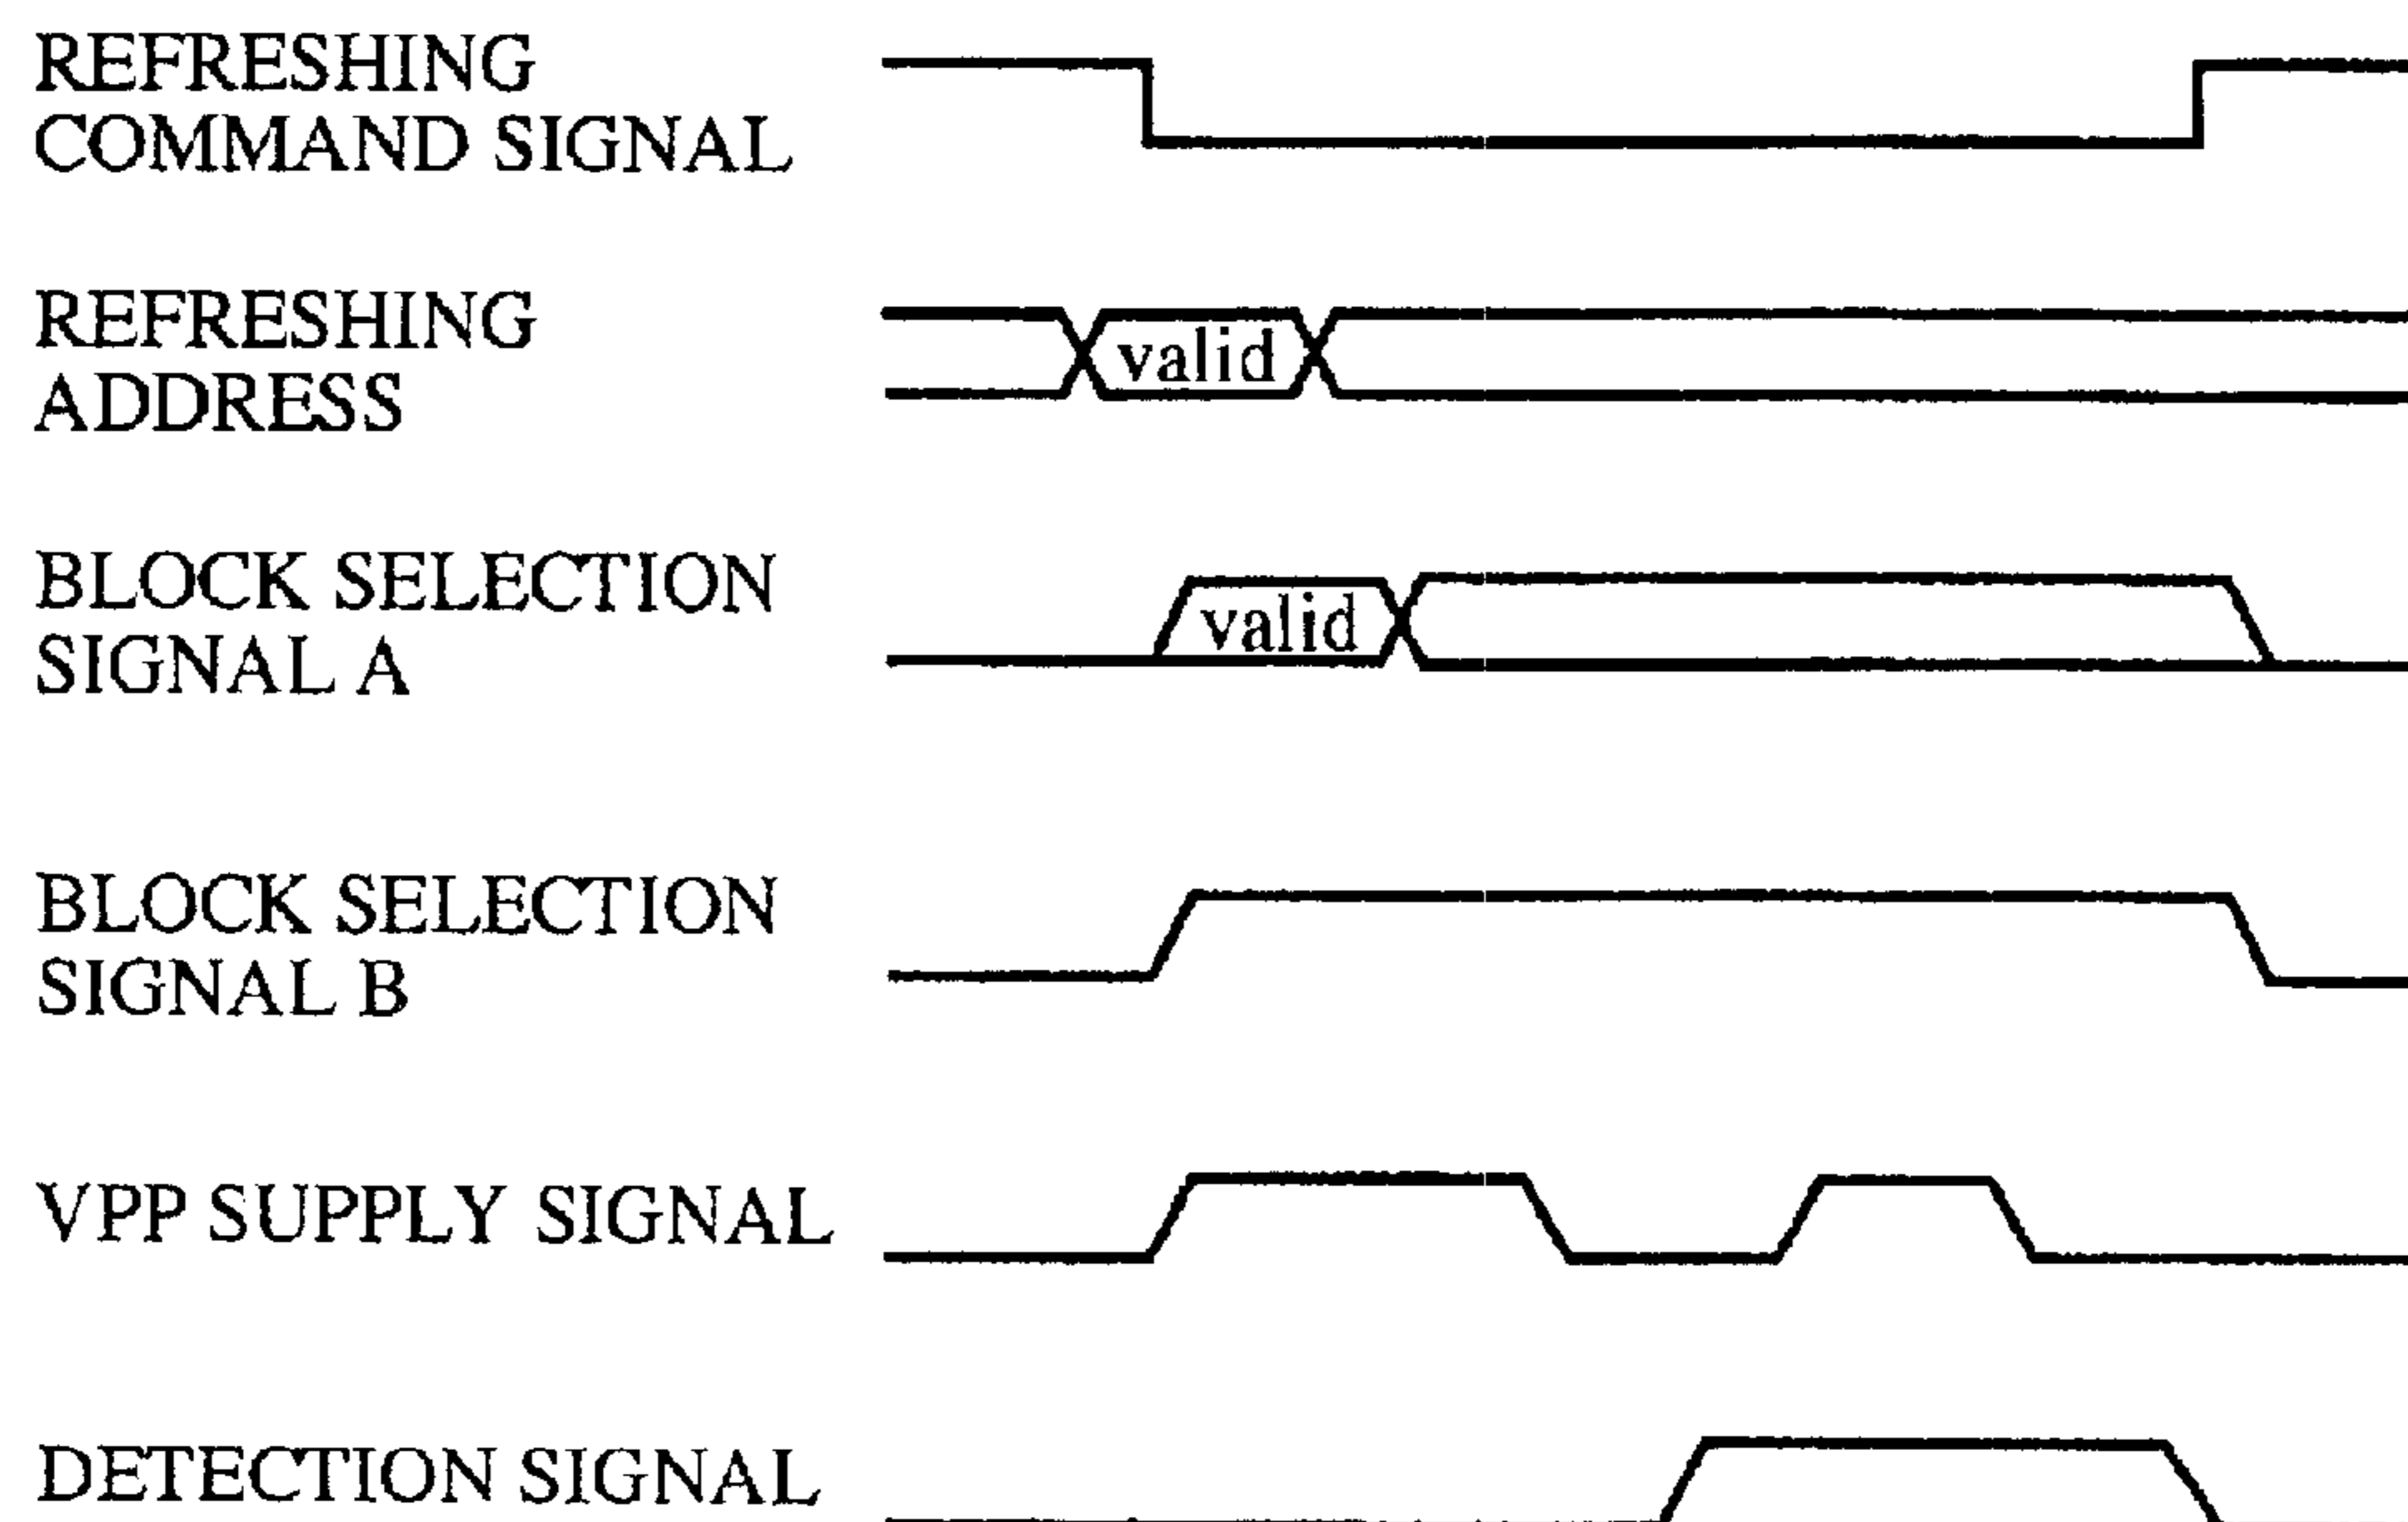 REFRESHING
COMMAND SIGNAL
REFRESHING
ADDRESS
valid
BLOCK SELECTION
SIGNAL A
valid
BLOCK SELECTION
SIGNAL B
VPP SUPPLY SIGNAL
DETECTION SIGNAL